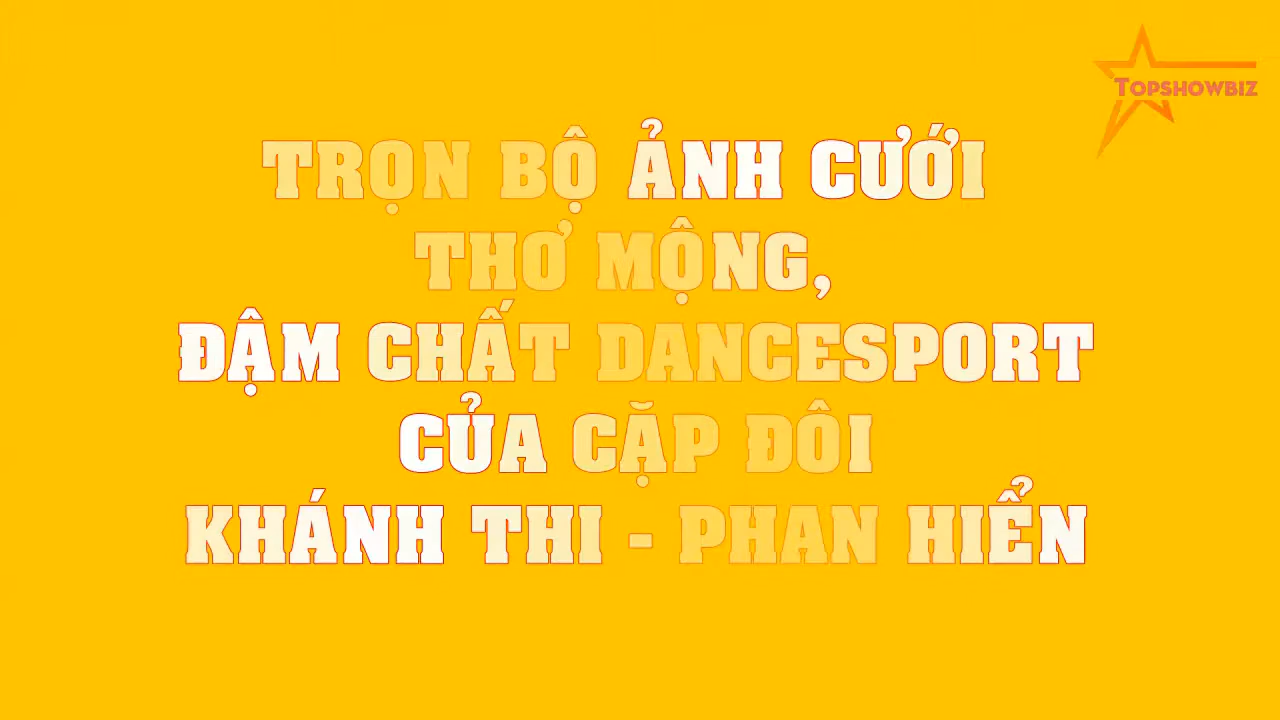 TOPSHOWBIZ
TRỌN BỘ ẢNH CƯỚI
THƠ MỘNG,
ĐẬM CHẤT DANCESPORT
CỦA CẶP ĐÔI
KHÁNH THI - PHAN HIỂN